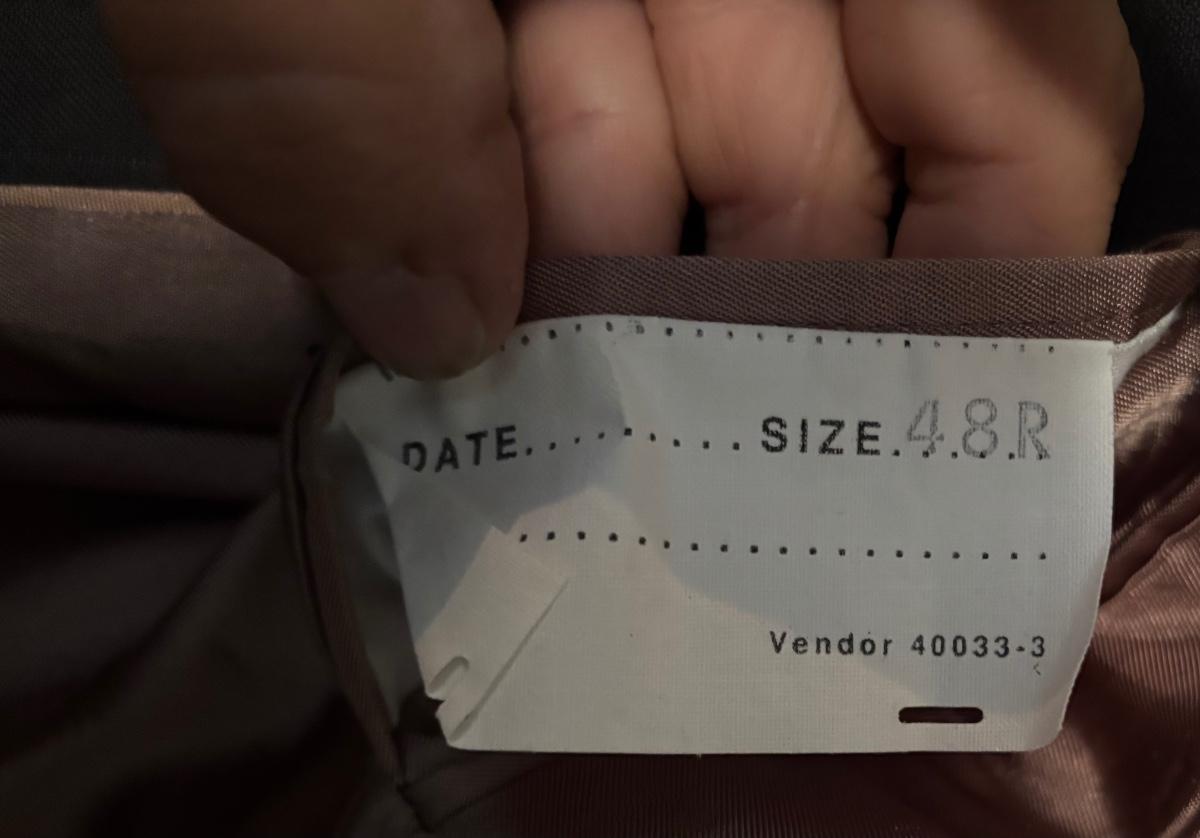 DATE.......... SIZE.48R
Vendor 40033-3